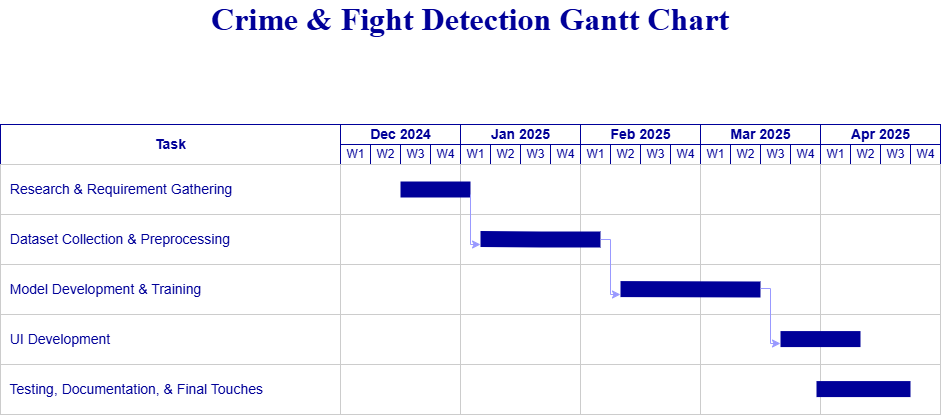 Crime & Fight Detection Gantt Chart
Task Dec 2024 Jan 2025 Feb 2025 Mar 2025 Apr 2025
W1 W2 W3 W4 W1 W2 W3 W4 W1 W2 W3 W4 W1 W2 W3 W4 W1 W2 W3 W4
Research & Requirement Gathering
Dataset Collection & Preprocessing
Model Development & Training
UI Development
Testing, Documentation, & Final Touches